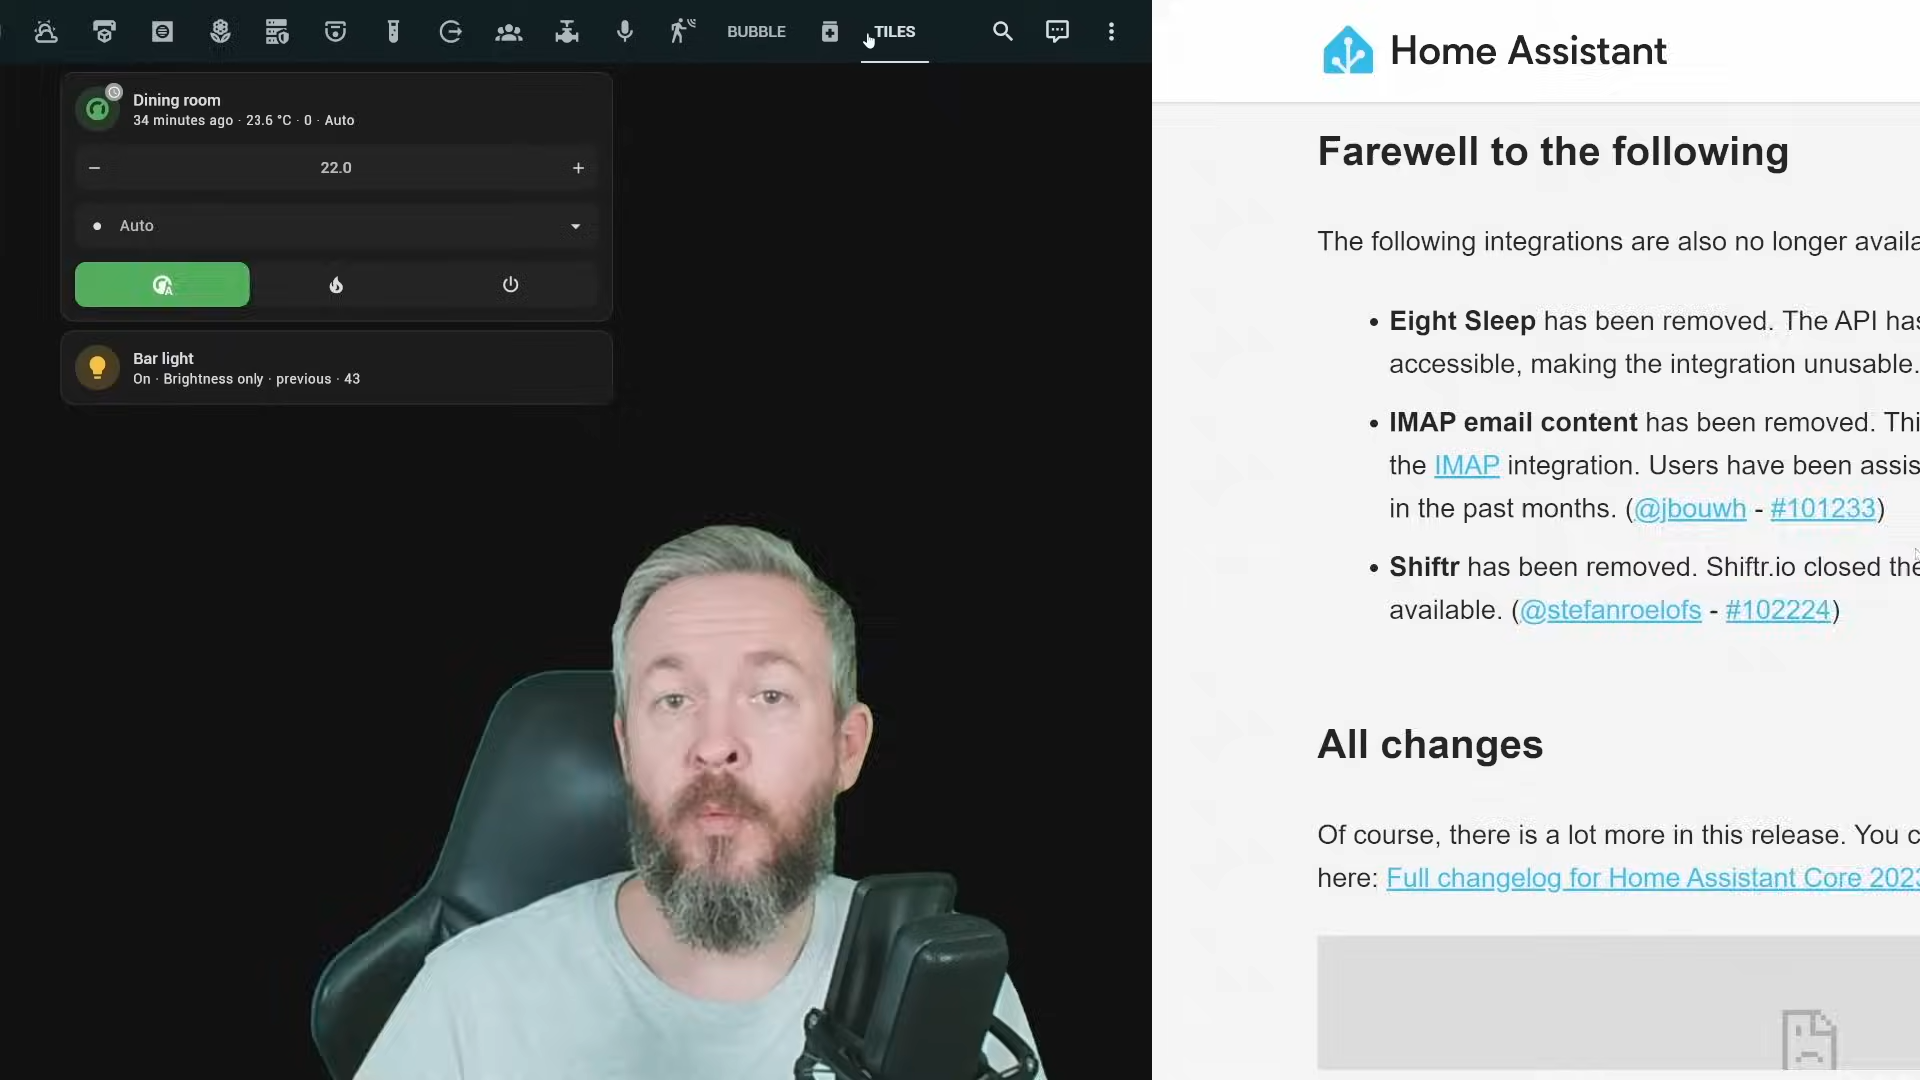 BUBBLE
TILES
Dining room
34 minutes ago · 23.6 °C · 0 · Auto
− 22.0 +
Auto
A
Bar light
On · Brightness only · previous · 43
Home Assistant
Farewell to the following
The following integrations are also no longer availa
• Eight Sleep has been removed. The API has
accessible, making the integration unusable.
• IMAP email content has been removed. Thi
the IMAP integration. Users have been assis
in the past months. (@jbouwh - #101233)
• Shiftr has been removed. Shiftr.io closed the
available. (@stefanroelofs - #102224)
All changes
Of course, there is a lot more in this release. You c
here: Full changelog for Home Assistant Core 2023